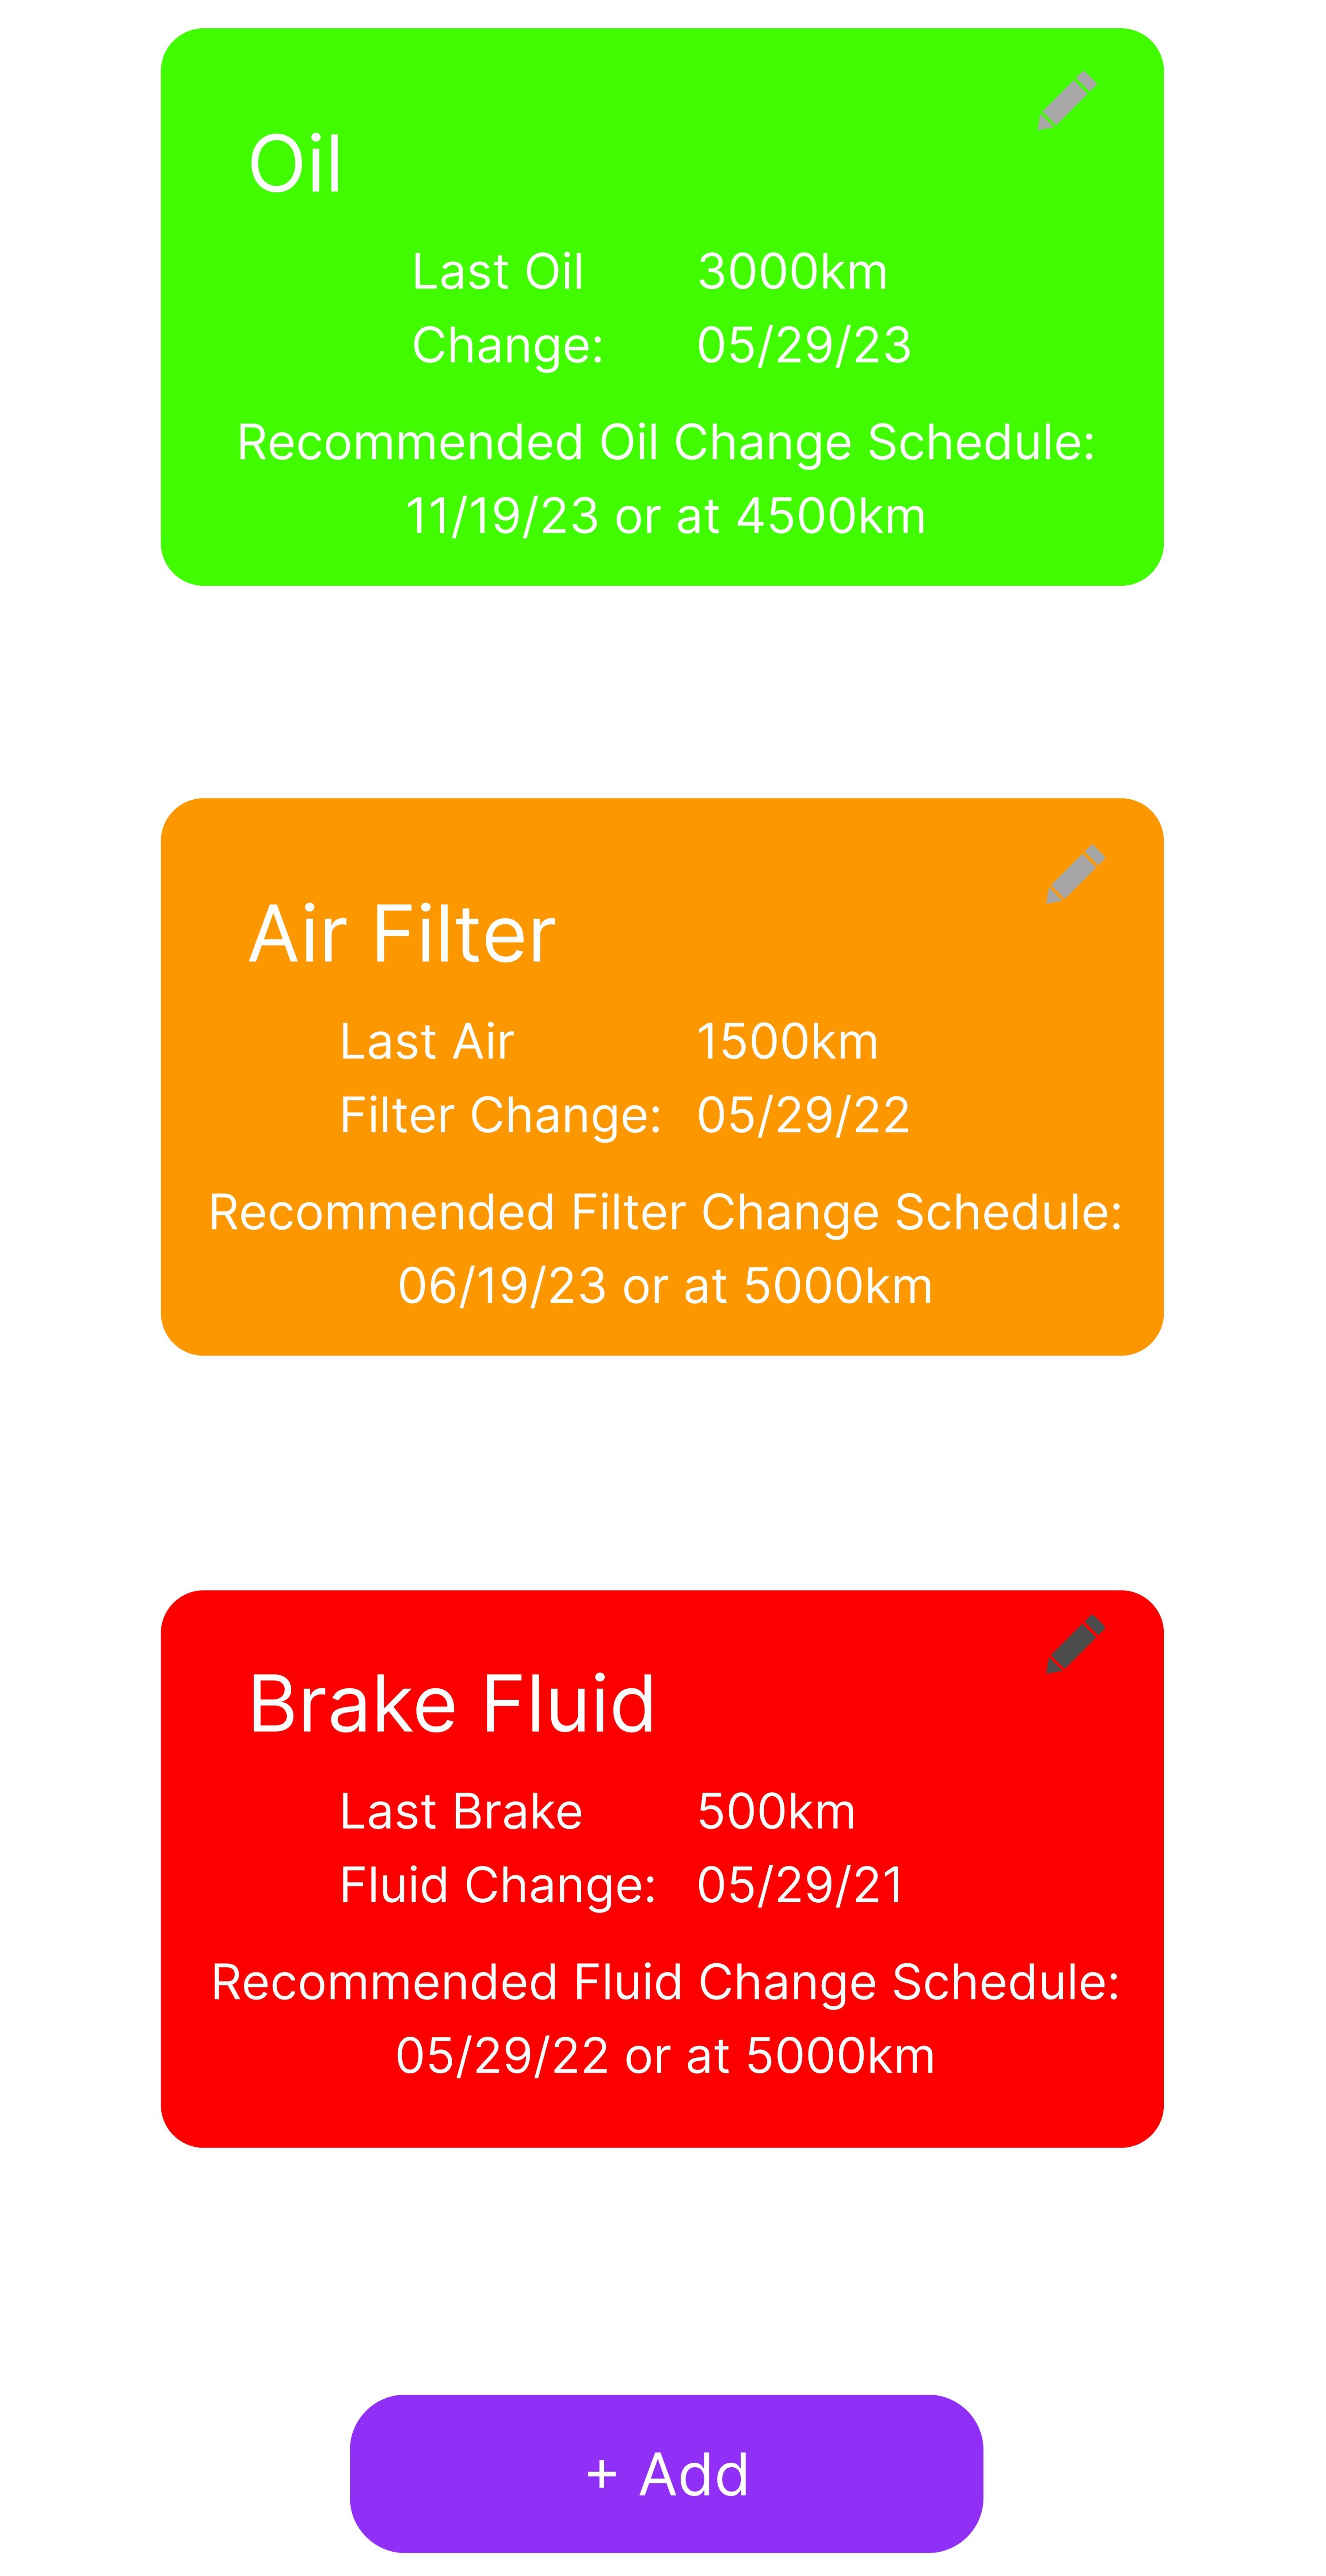 Oil
Last Oil 3000km
Change: 05/29/23
Recommended Oil Change Schedule:
11/19/23 or at 4500km
Air Filter
Last Air 1500km
Filter Change: 05/29/22
Recommended Filter Change Schedule:
06/19/23 or at 5000km
Brake Fluid
Last Brake 500km
Fluid Change: 05/29/21
Recommended Fluid Change Schedule:
05/29/22 or at 5000km
+ Add